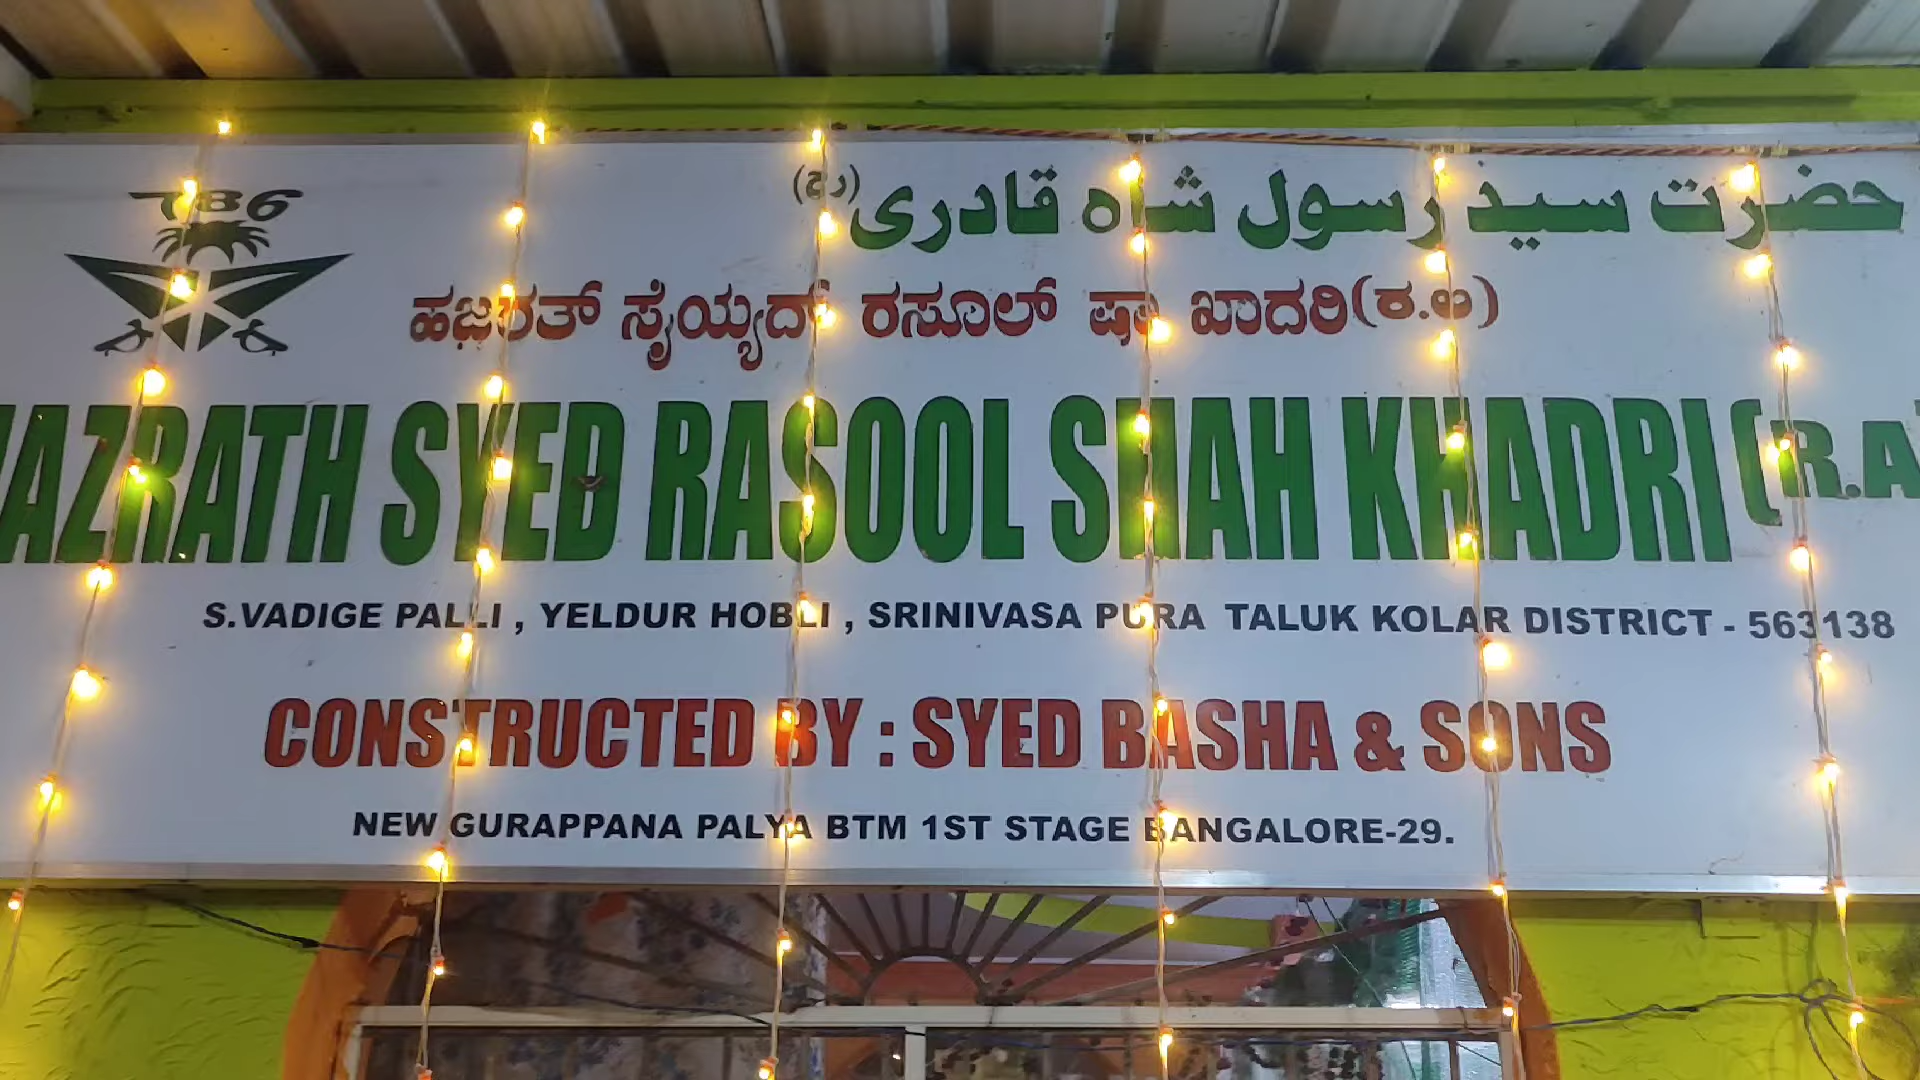 786
حضرت سید رسول شاہ قادری (رح)
ಹಜ಼ರತ್ ಸೈಯ್ಯದ್ ರಸೂಲ್ ಷಾ ಖಾದರಿ(ರ.ಅ)
HAZRATH SYED RASOOL SHAH KHADRI (R.A)
S.VADIGE PALLI , YELDUR HOBLI , SRINIVASA PURA TALUK KOLAR DISTRICT - 563138
CONSTRUCTED BY : SYED BASHA & SONS
NEW GURAPPANA PALYA BTM 1ST STAGE BANGALORE-29.